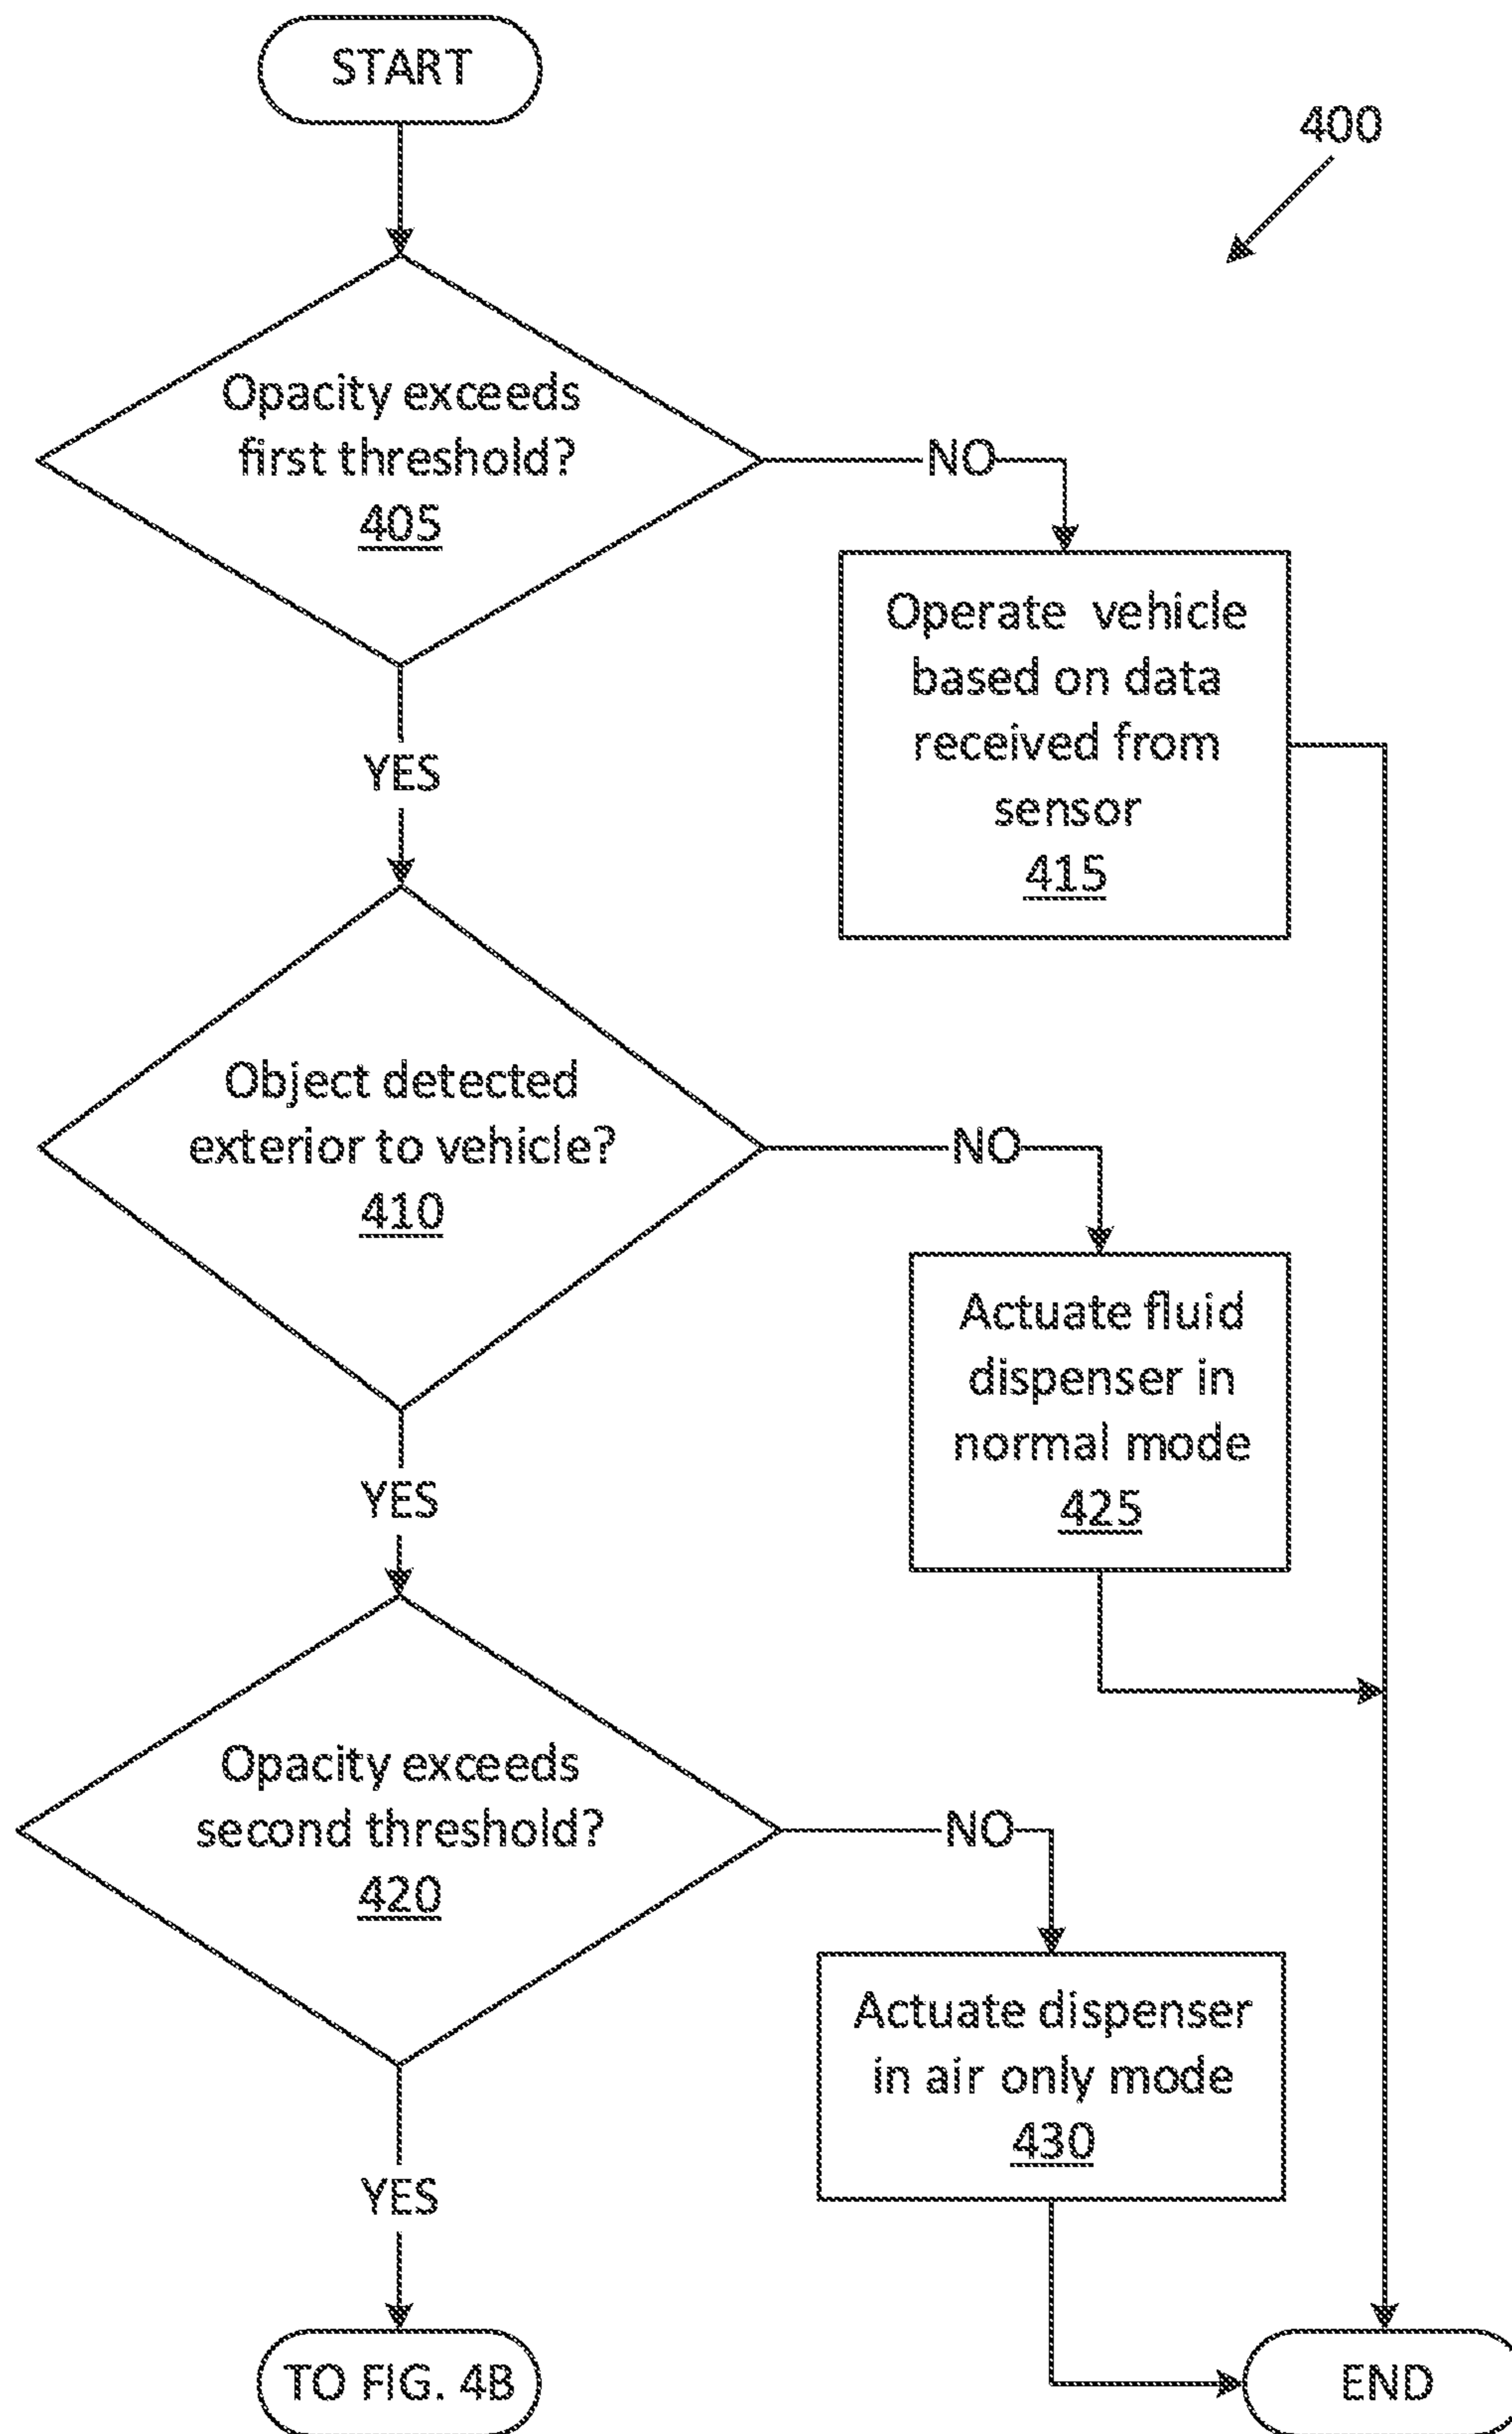 START
400
Opacity exceeds
first threshold?
405
NO
Operate vehicle
based on data
received from
sensor
415
YES
Object detected
exterior to vehicle?
410
NO
Actuate fluid
dispenser in
normal mode
425
YES
Opacity exceeds
second threshold?
420
NO
Actuate dispenser
in air only mode
430
YES
TO FIG. 4B
END